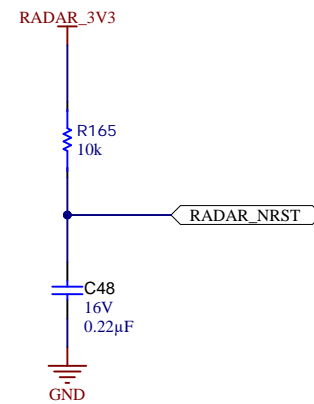 RADAR_3V3
R165
10k
RADAR_NRST
C48
16V
0.22µF
GND